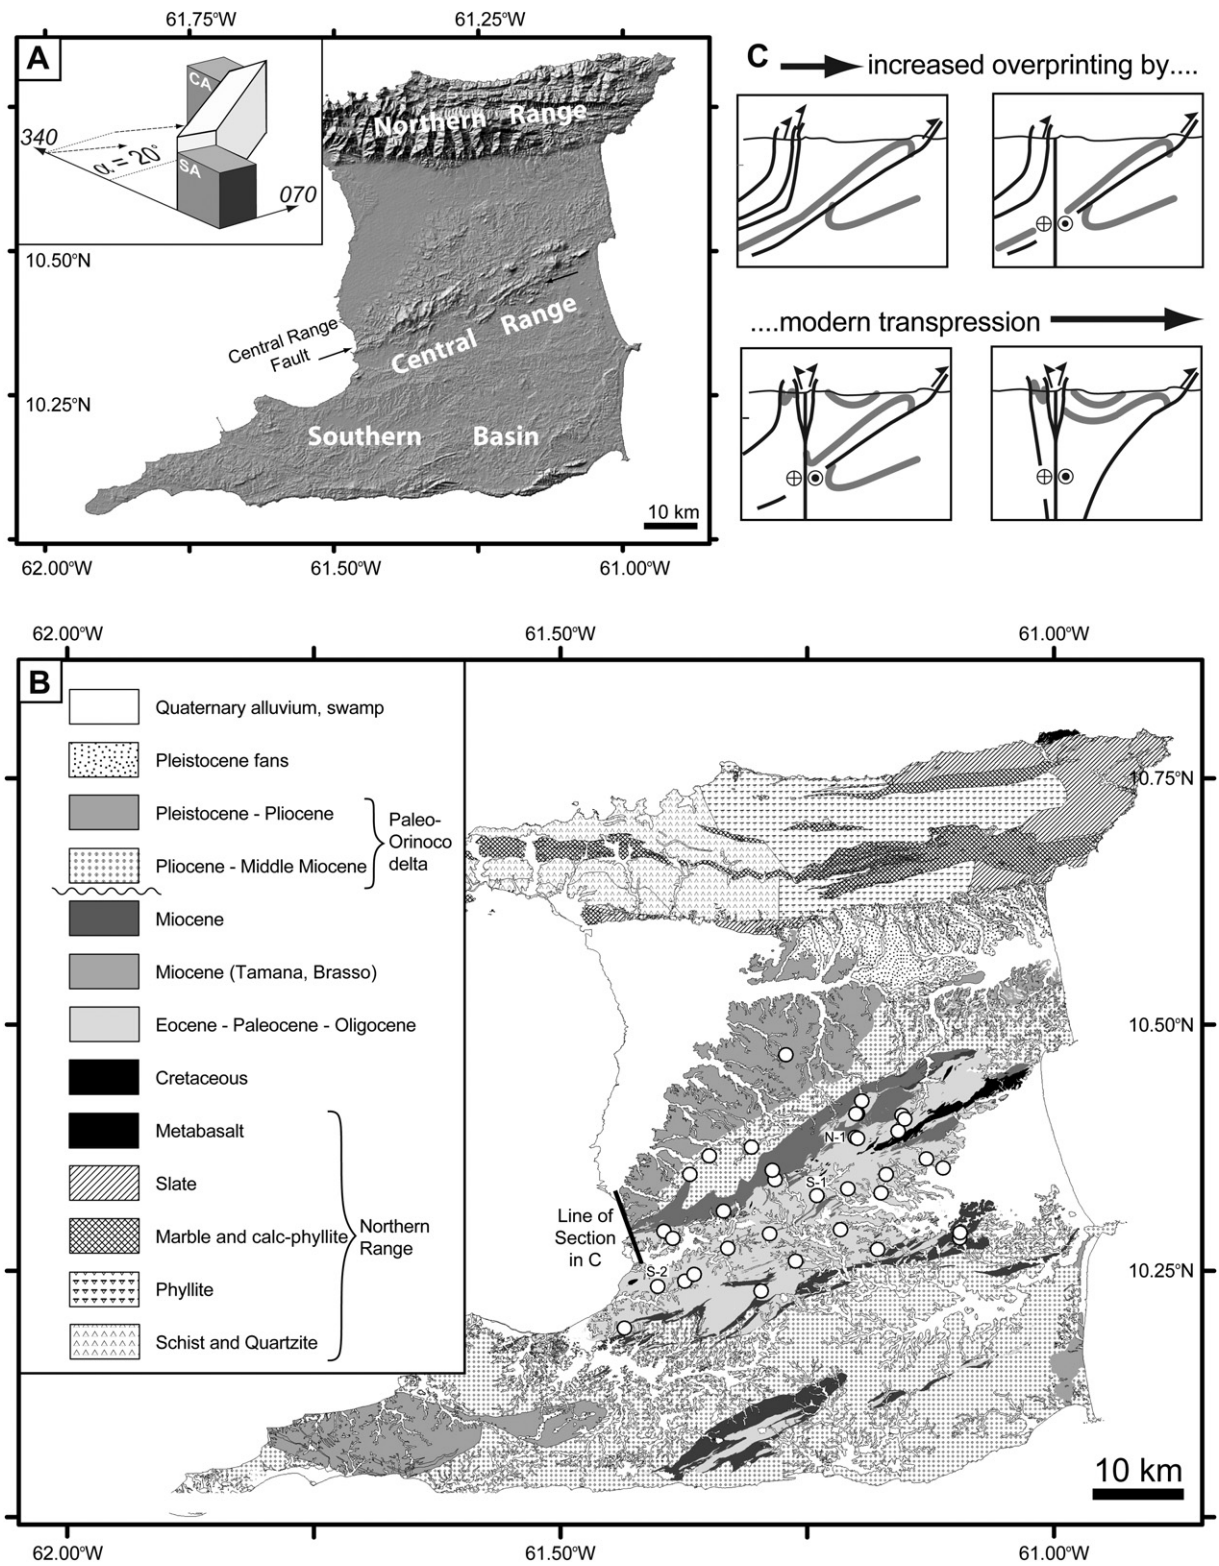 61.75°W
61.25°W
A
CA
SA
340
α = 20°
070
Northern Range
10.50°N
Central Range
Fault
Central Range
10.25°N
Southern Basin
10 km
62.00°W
61.50°W
61.00°W
C
increased overprinting by....
....modern transpression
62.00°W
61.50°W
61.00°W
B
Quaternary alluvium, swamp
Pleistocene fans
Pleistocene - Pliocene
Pliocene - Middle Miocene
Paleo-
Orinoco
delta
Miocene
Miocene (Tamana, Brasso)
Eocene - Paleocene - Oligocene
Cretaceous
Metabasalt
Slate
Marble and calc-phyllite
Phyllite
Schist and Quartzite
Northern
Range
10.75°N
10.50°N
N-1
S-1
Line of
Section
in C
S-2
10.25°N
10 km
62.00°W
61.50°W
61.00°W